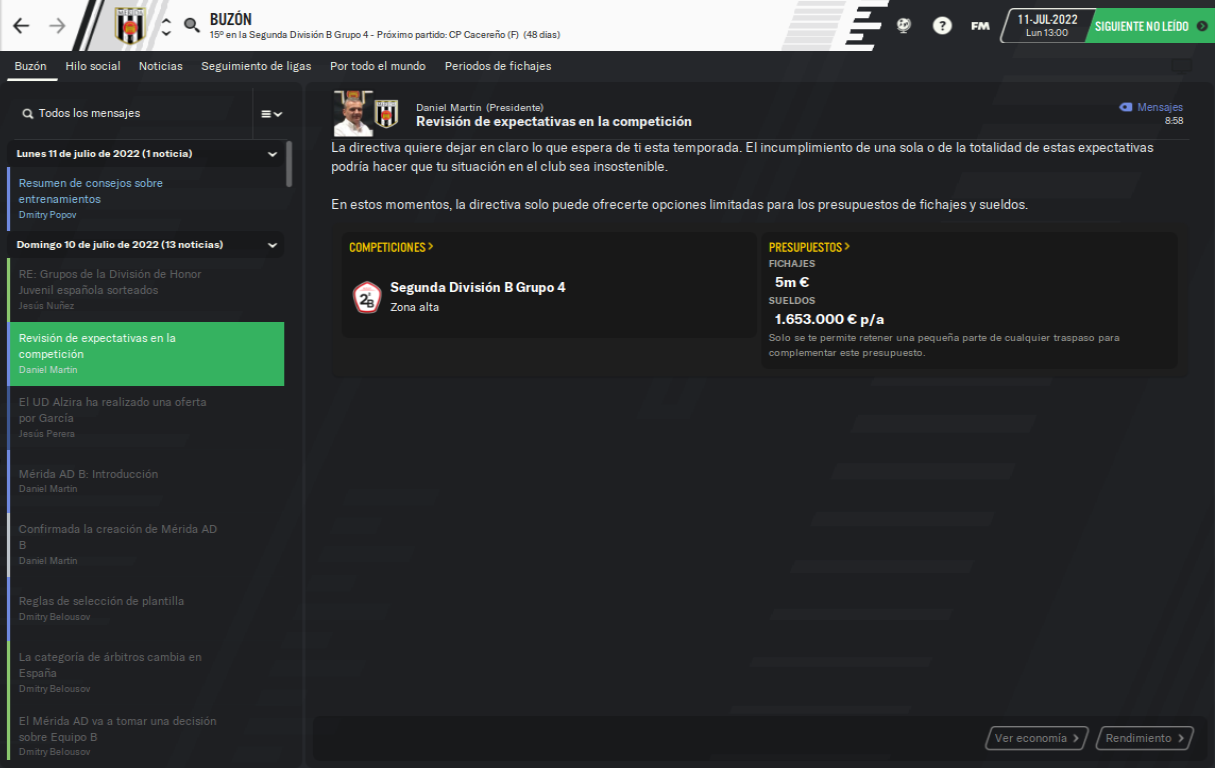 BUZÓN
15º en la Segunda División B Grupo 4 - Próximo partido: CP Cacereño (F) (48 días)
FM
11-JUL-2022
Lun 13:00
SIGUIENTE NO LEÍDO
Buzón
Hilo social
Noticias
Seguimiento de ligas
Por todo el mundo
Periodos de fichajes
Todos los mensajes
Lunes 11 de julio de 2022 (1 noticia)
Resumen de consejos sobre
entrenamientos
Dmitry Popov
Domingo 10 de julio de 2022 (13 noticias)
RE: Grupos de la División de Honor
Juvenil española sorteados
Jesús Nuñez
Revisión de expectativas en la
competición
Daniel Martin
El UD Alzira ha realizado una oferta
por García
Jesús Perera
Mérida AD B: Introducción
Daniel Martin
Confirmada la creación de Mérida AD
B
Daniel Martin
Reglas de selección de plantilla
Dmitry Belousov
La categoría de árbitros cambia en
España
Dmitry Belousov
El Mérida AD va a tomar una decisión
sobre Equipo B
Dmitry Belousov
Daniel Martin (Presidente)
Revisión de expectativas en la competición
Mensajes
8:58
La directiva quiere dejar en claro lo que espera de ti esta temporada. El incumplimiento de una sola o de la totalidad de estas expectativas
podría hacer que tu situación en el club sea insostenible.
En estos momentos, la directiva solo puede ofrecerte opciones limitadas para los presupuestos de fichajes y sueldos.
COMPETICIONES >
2ªB
Segunda División B Grupo 4
Zona alta
PRESUPUESTOS >
FICHAJES
5m €
SUELDOS
1.653.000 € p/a
Solo se te permite retener una pequeña parte de cualquier traspaso para
complementar este presupuesto.
Ver economía >
Rendimiento >